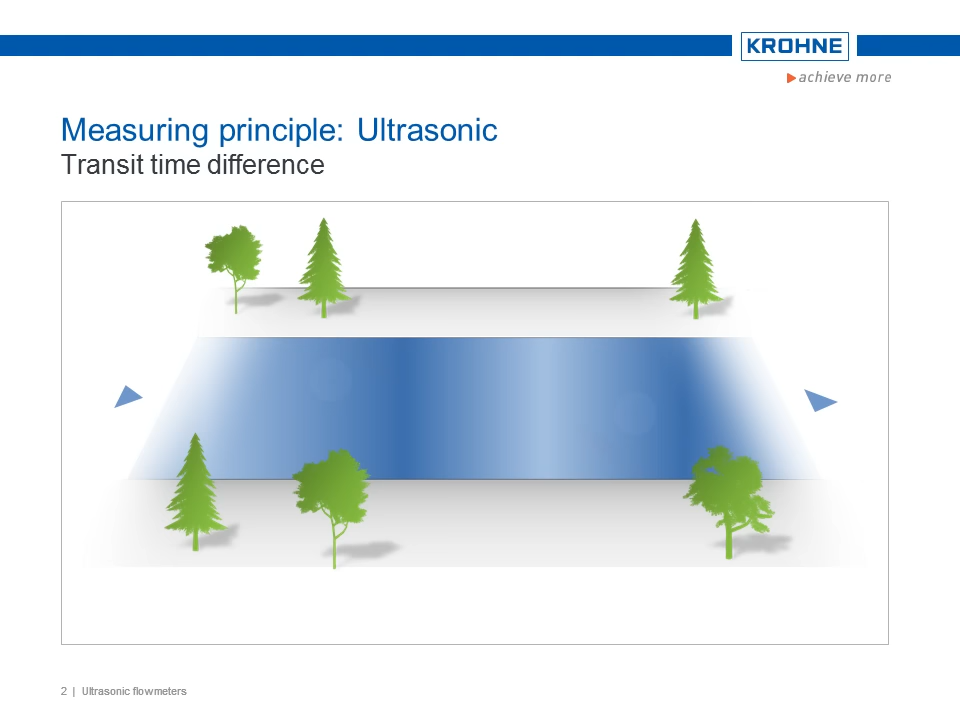 KROHNE
achieve more
Measuring principle: Ultrasonic
Transit time difference
2 | Ultrasonic flowmeters